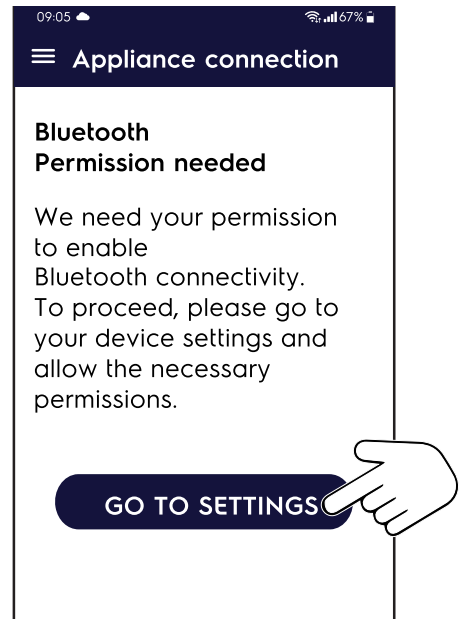 09:05 67%
Appliance connection
Bluetooth
Permission needed
We need your permission
to enable
Bluetooth connectivity.
To proceed, please go to
your device settings and
allow the necessary
permissions.
GO TO SETTINGS